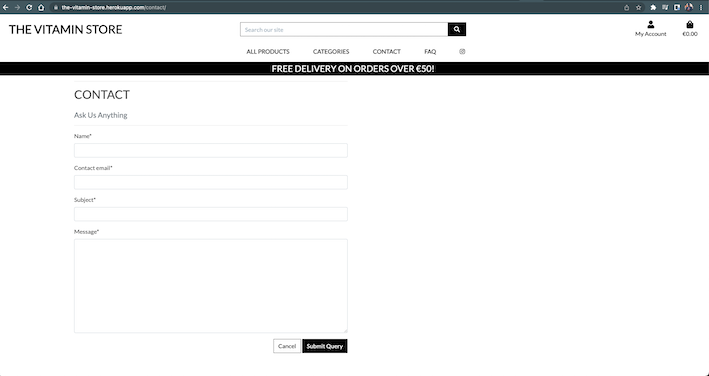 the-vitamin-store.herokuapp.com/contact/
THE VITAMIN STORE
Search our site
My Account
€0.00
ALL PRODUCTS CATEGORIES CONTACT FAQ
FREE DELIVERY ON ORDERS OVER €50!
CONTACT
Ask Us Anything
Name*
Contact email*
Subject*
Message*
Cancel Submit Query